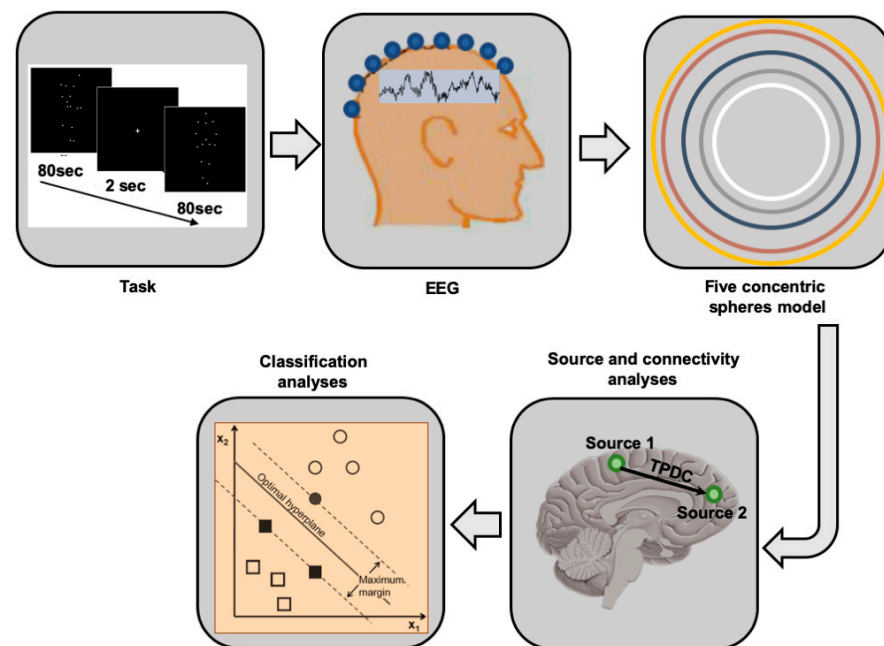 80sec
2 sec
80sec
Task
EEG
Five concentric
spheres model
Classification
analyses
Source and connectivity
analyses
x2
Optimal hyperplane
Maximum
margin
x1
Source 1
TPDC
Source 2